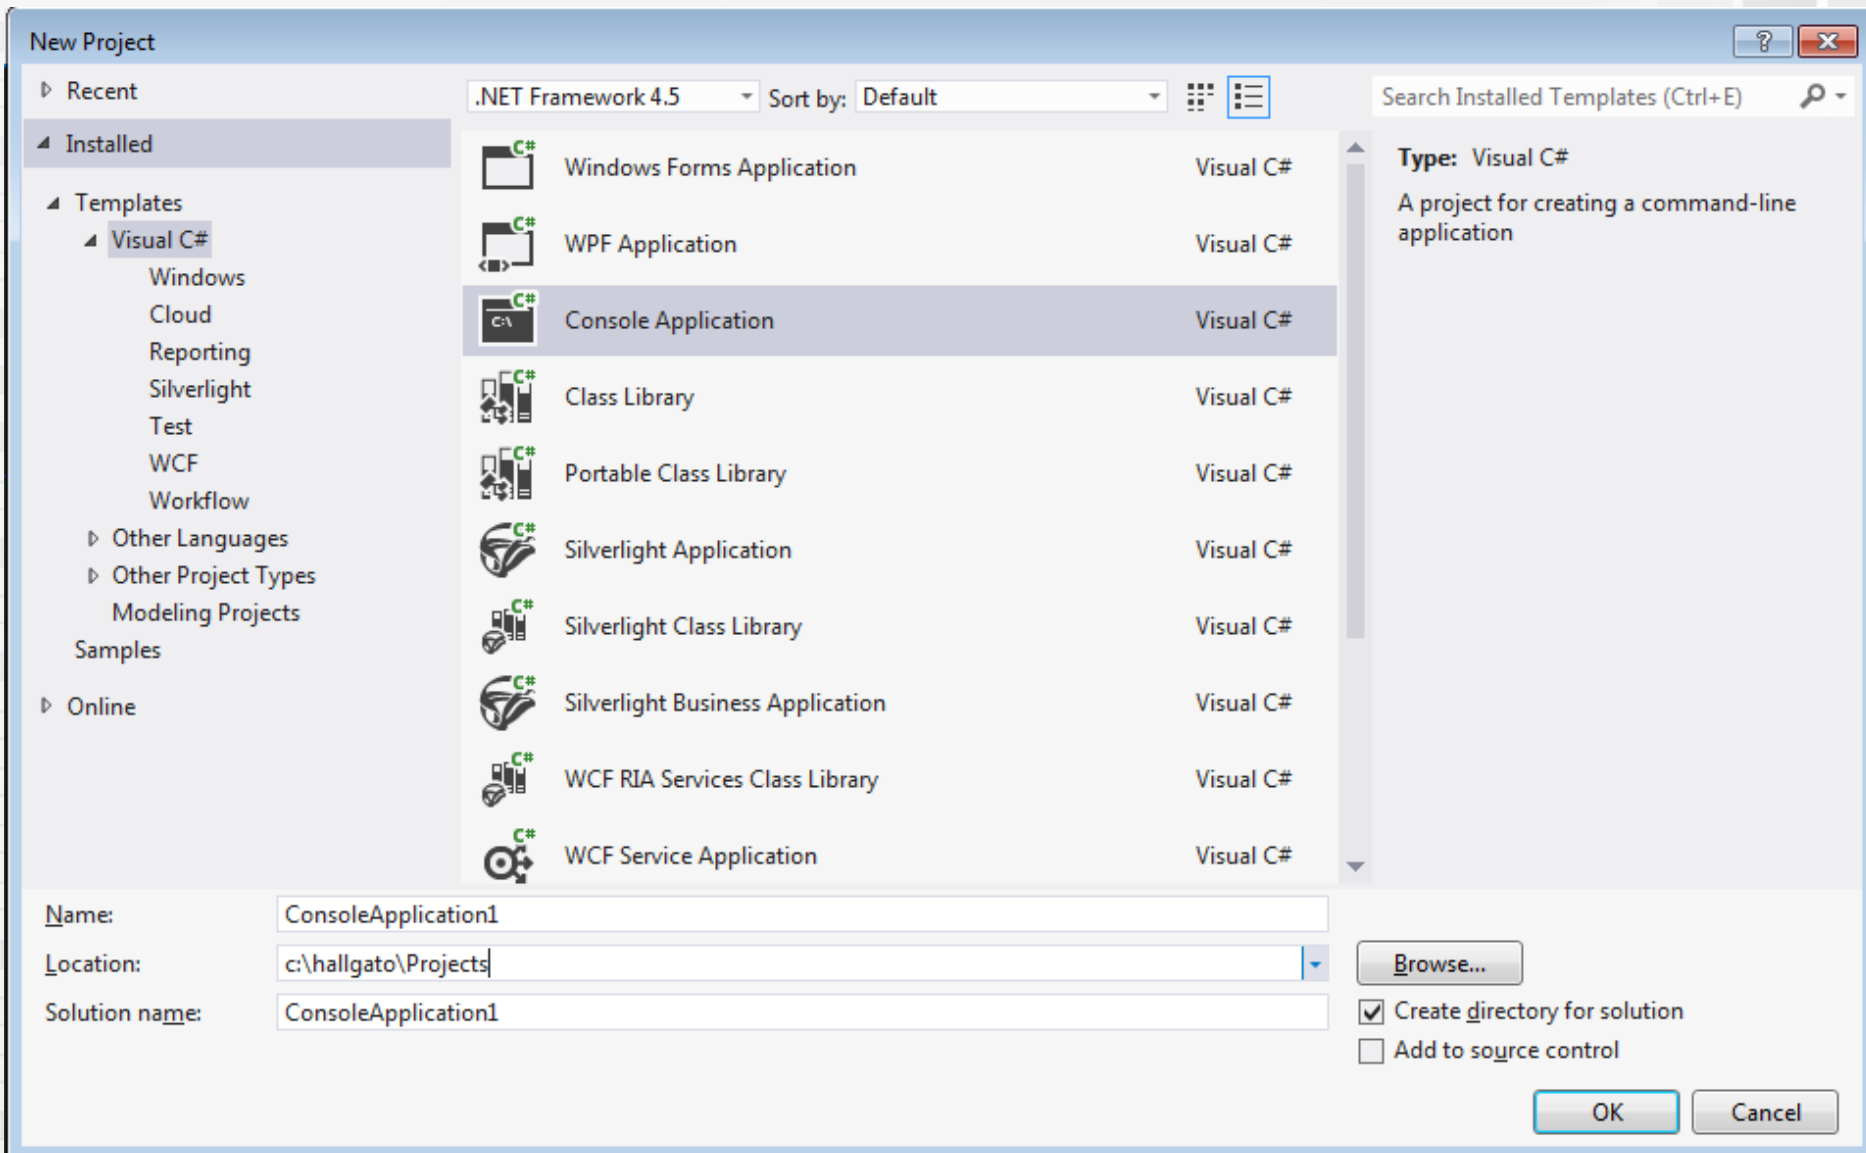 New Project
Recent
Installed
Templates
Visual C#
Windows
Cloud
Reporting
Silverlight
Test
WCF
Workflow
Other Languages
Other Project Types
Modeling Projects
Samples
Online
.NET Framework 4.5 Sort by: Default
Windows Forms Application Visual C#
WPF Application Visual C#
Console Application Visual C#
Class Library Visual C#
Portable Class Library Visual C#
Silverlight Application Visual C#
Silverlight Class Library Visual C#
Silverlight Business Application Visual C#
WCF RIA Services Class Library Visual C#
WCF Service Application Visual C#
Search Installed Templates (Ctrl+E)
Type: Visual C#
A project for creating a command-line
application
Name: ConsoleApplication1
Location: c:\hallgato\Projects
Browse...
Solution name: ConsoleApplication1
Create directory for solution
Add to source control
OK Cancel